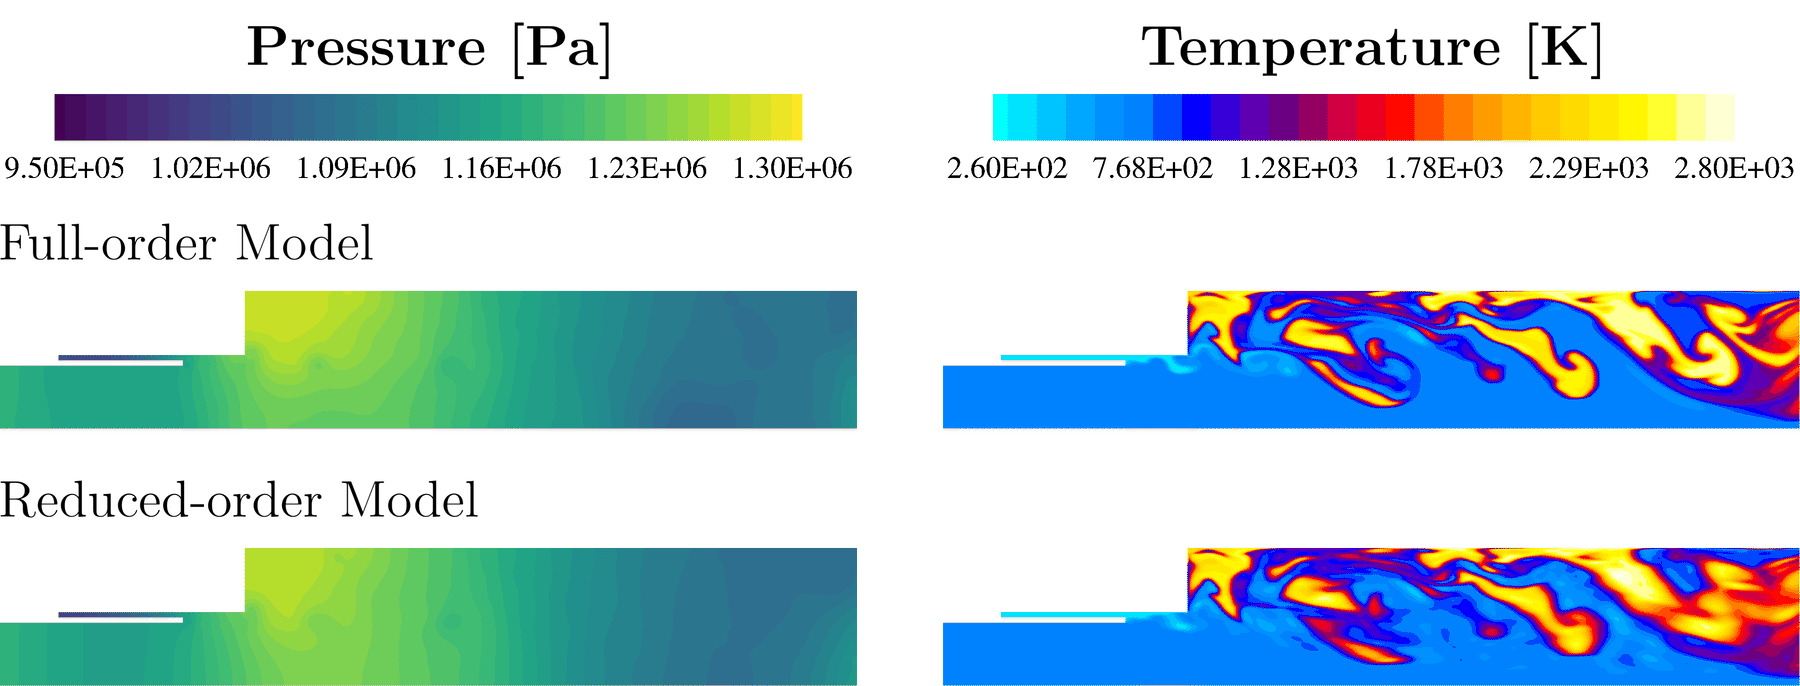 Pressure [Pa]
9.50E+05 1.02E+06 1.09E+06 1.16E+06 1.23E+06 1.30E+06
Temperature [K]
2.60E+02 7.68E+02 1.28E+03 1.78E+03 2.29E+03 2.80E+03
Full-order Model
Reduced-order Model